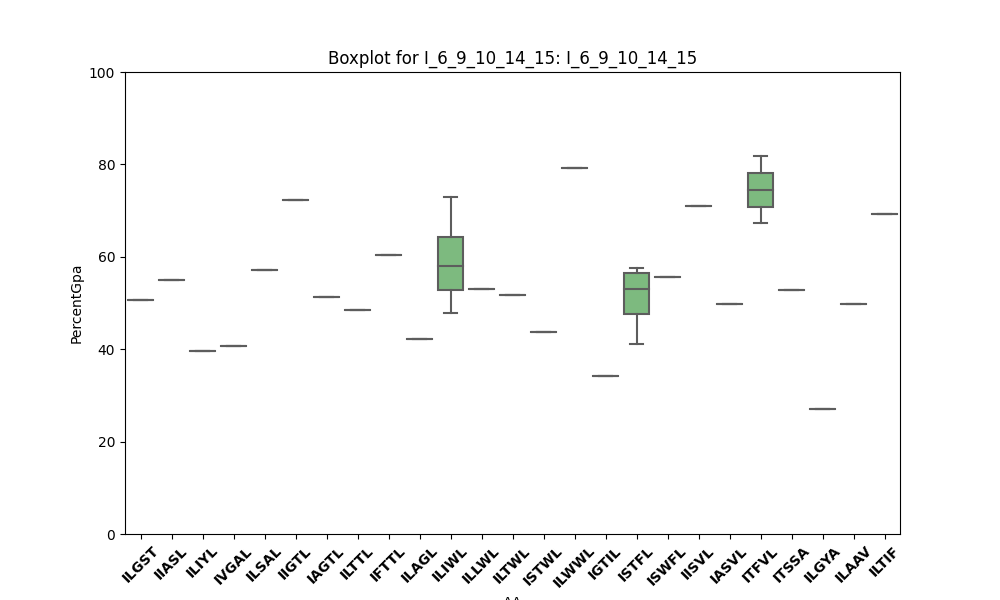 Boxplot for I_6_9_10_14_15: I_6_9_10_14_15
100
80
60
40
20
0
PercentGpa
ILGST
IIASL
ILIYL
IVGAL
ILSAL
IIGTL
IAGTL
ILTTL
IFTTL
ILAGL
ILIWL
ILLWL
ILTWL
ISTWL
ILWWL
IGTIL
ISTFL
ISWFL
IISVL
IASVL
ITFVL
ITSSA
ILGYA
ILAAV
ILTIF